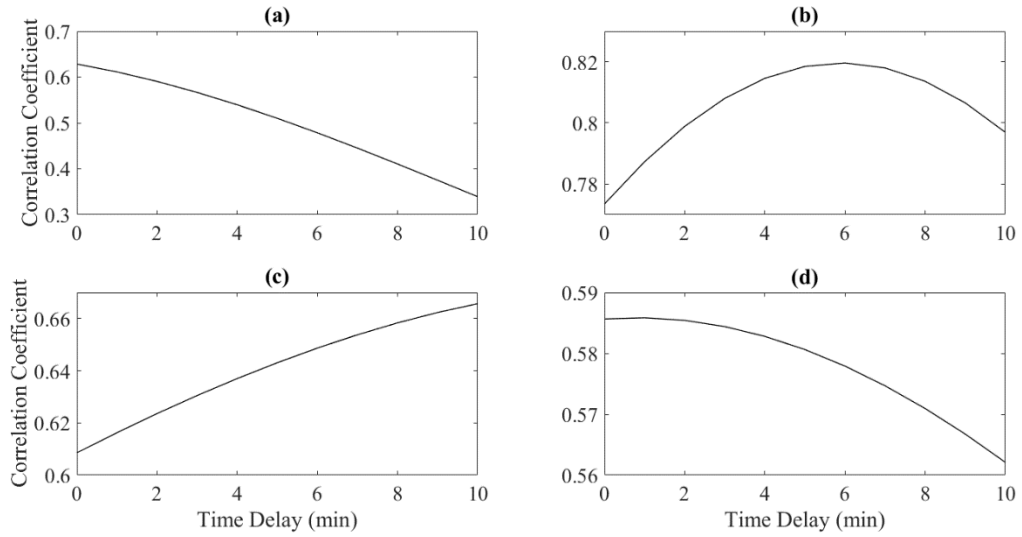 (a)
Correlation Coefficient
0.7
0.6
0.5
0.4
0.3
0 2 4 6 8 10
(b)
0.82
0.8
0.78
0 2 4 6 8 10
(c)
Correlation Coefficient
0.66
0.64
0.62
0.6
0 2 4 6 8 10
Time Delay (min)
(d)
0.59
0.58
0.57
0.56
0 2 4 6 8 10
Time Delay (min)